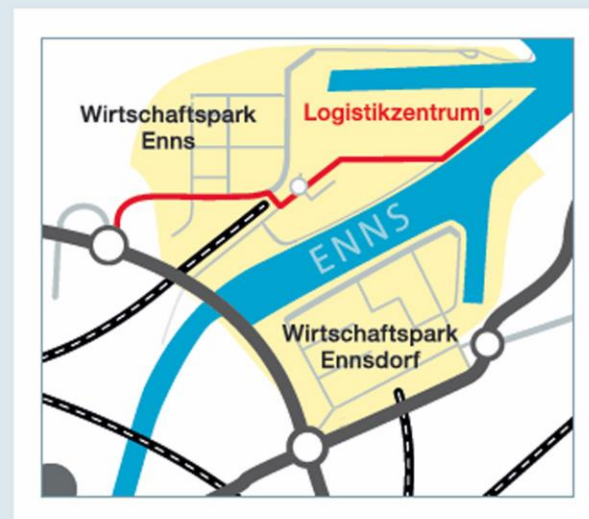 Wirtschaftspark
Enns
Logistikzentrum
ENNS
Wirtschaftspark
Ennsdorf